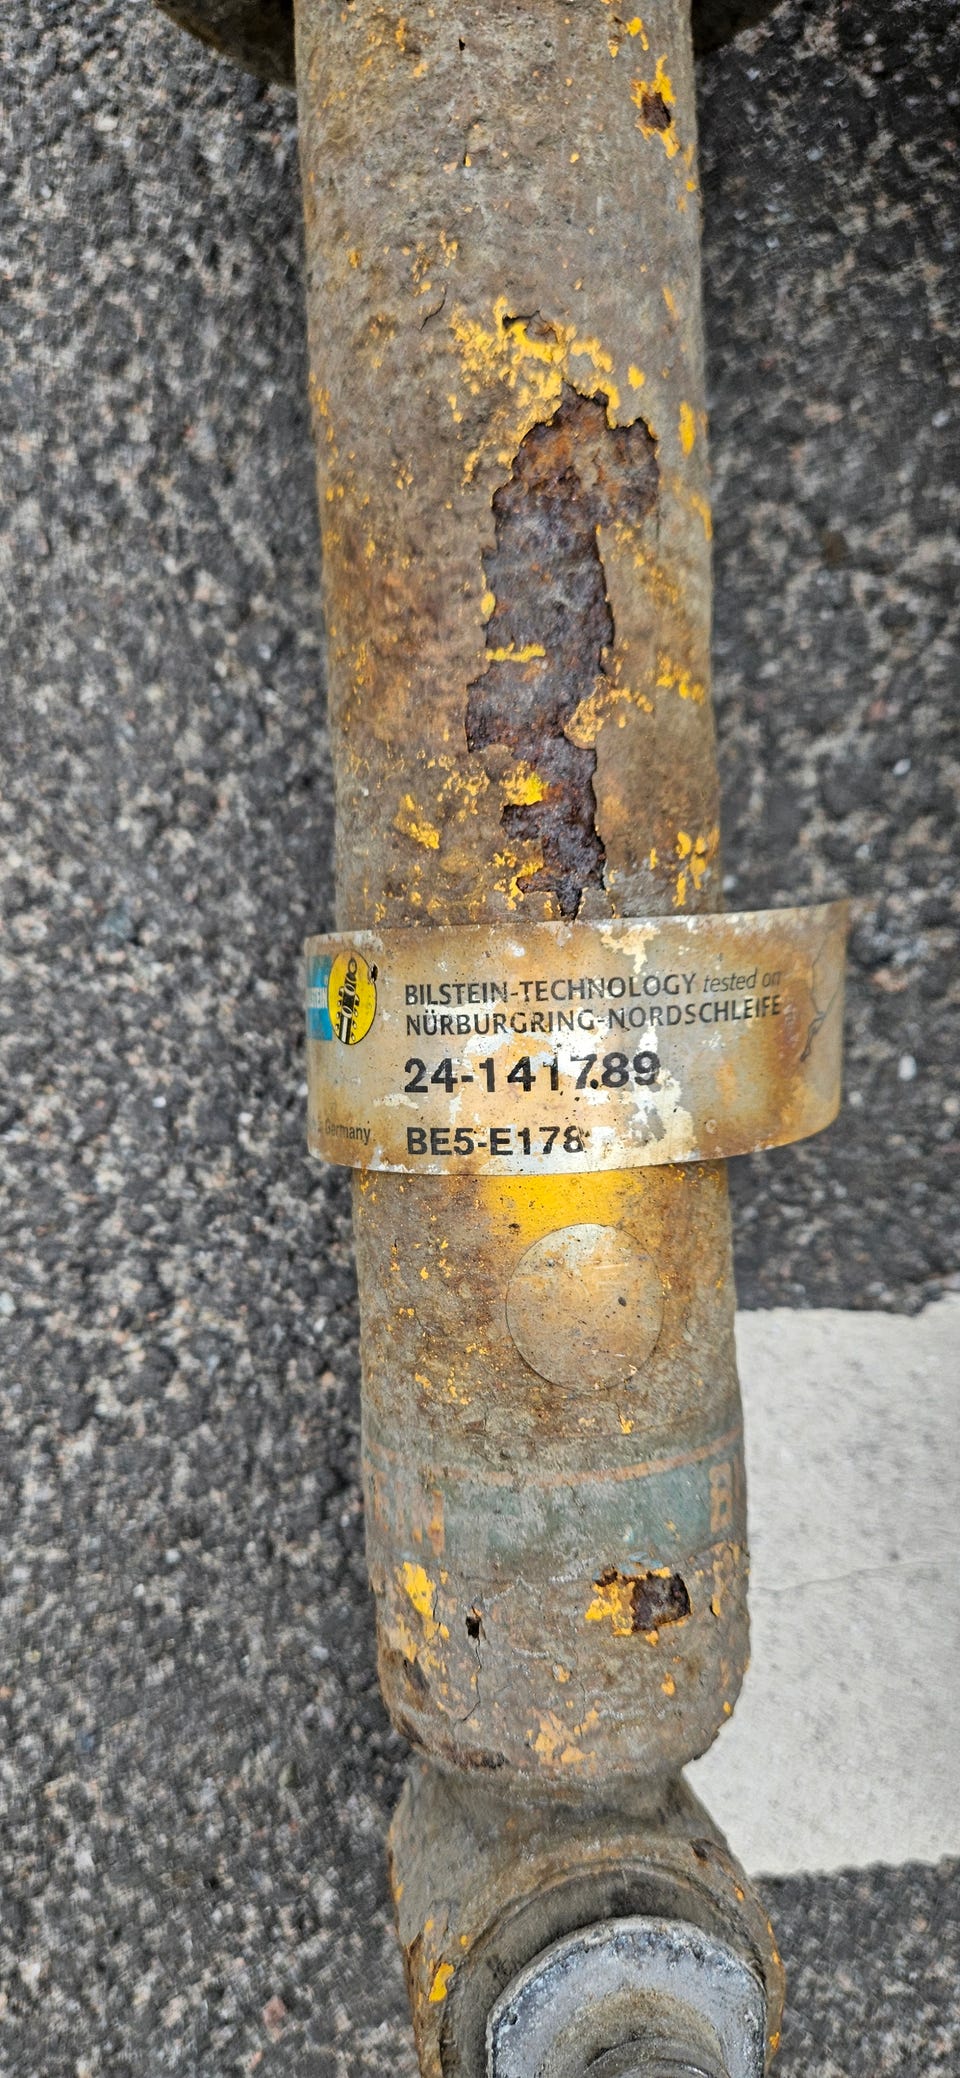 BILSTEIN-TECHNOLOGY tested on
NÜRBURGRING-NORDSCHLEIFE
24-141789
Germany
BE5-E178